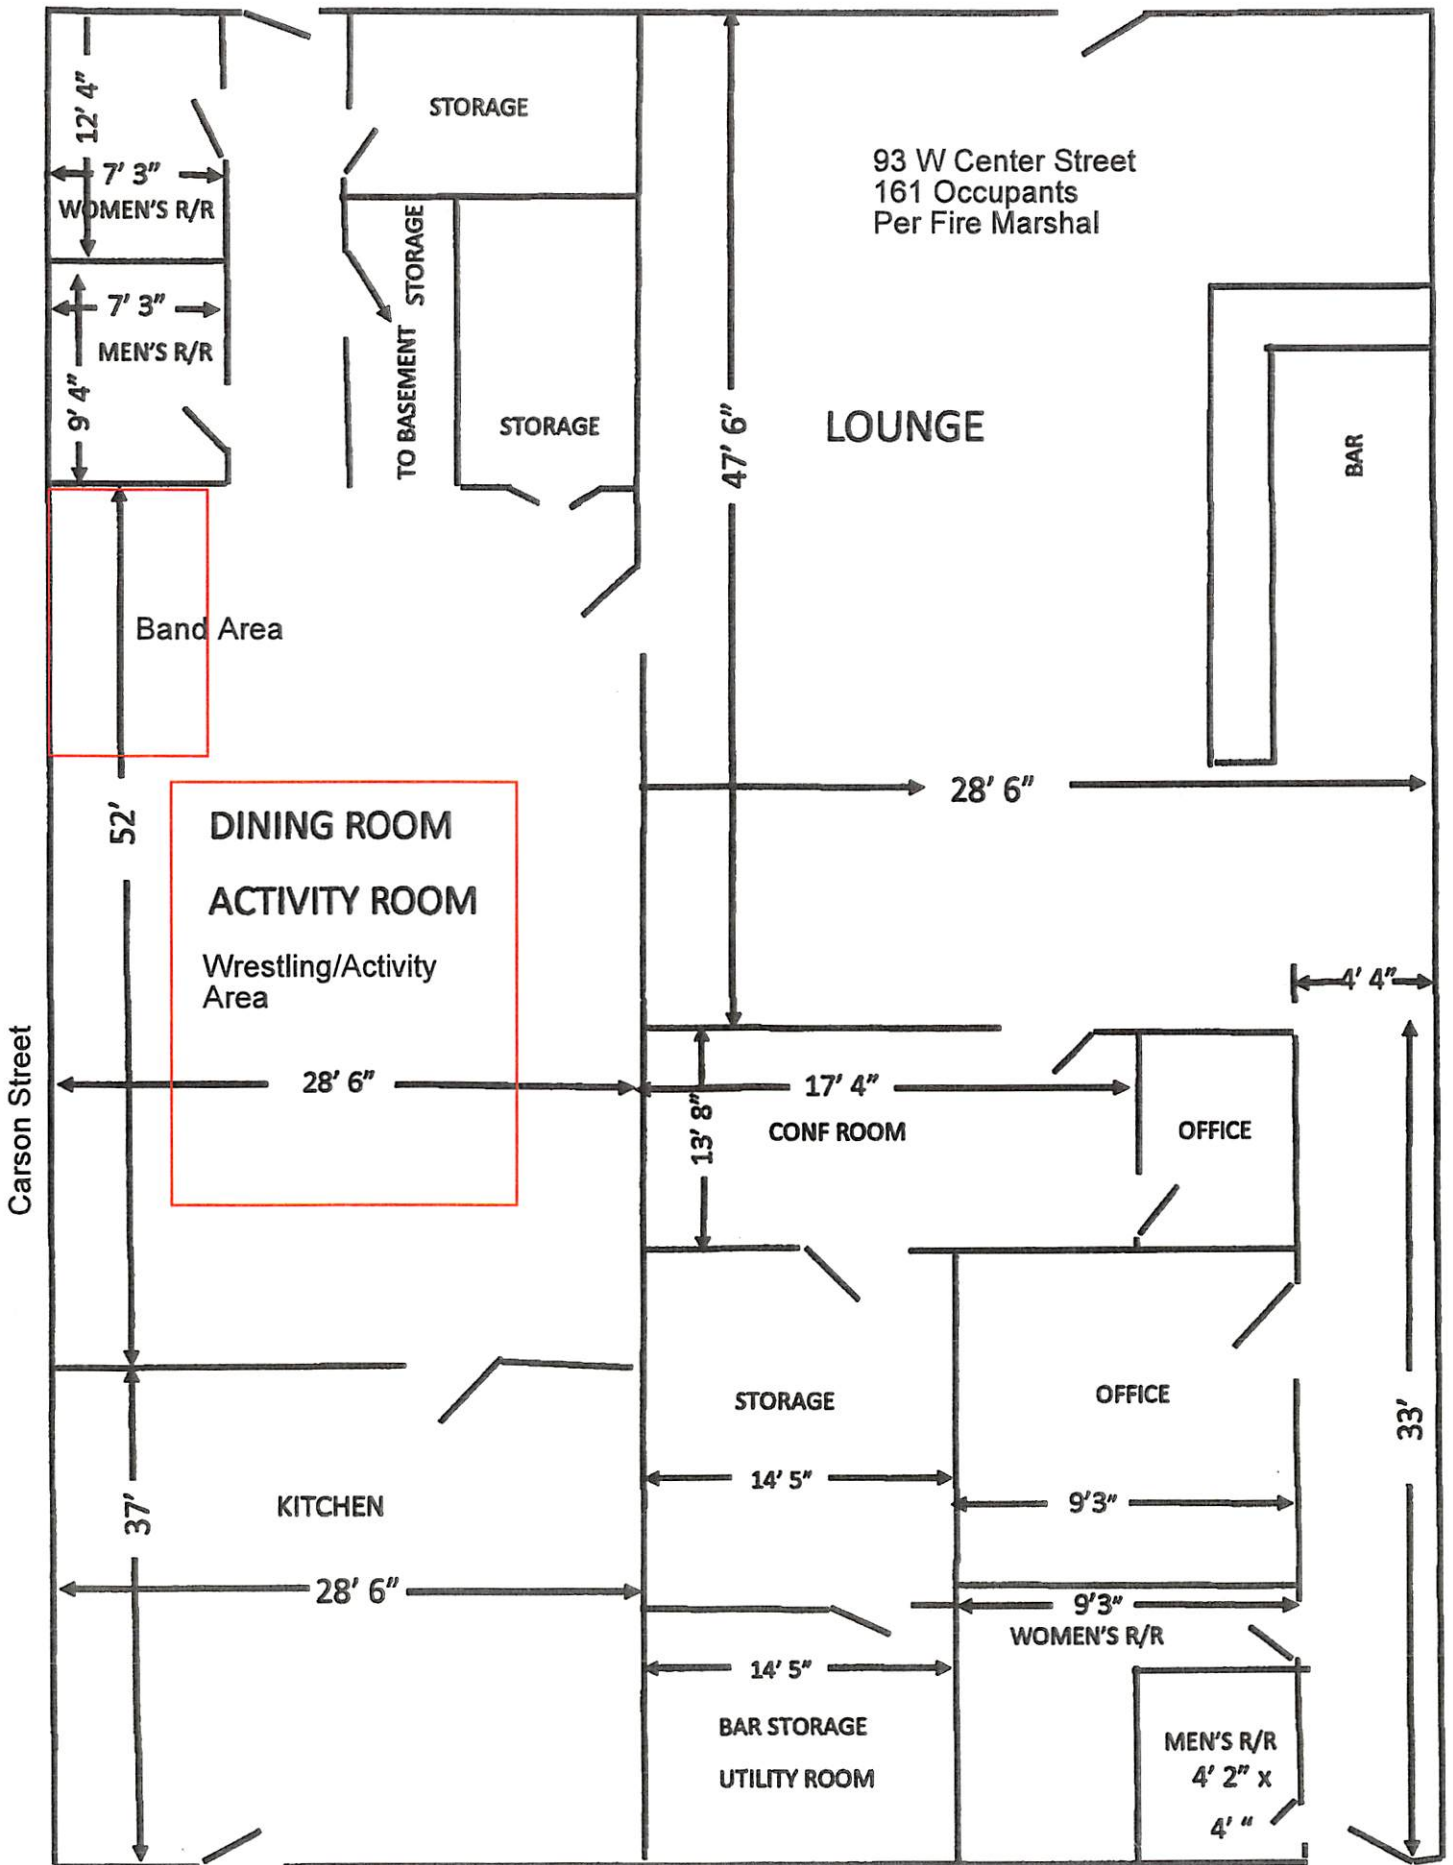 STORAGE
12' 4"
93 W Center Street
161 Occupants
Per Fire Marshal
7' 3"
WOMEN'S R/R
STORAGE
7' 3"
MEN'S R/R
9' 4"
TO BASEMENT
STORAGE
47' 6"
LOUNGE
BAR
Band Area
28' 6"
52'
DINING ROOM
ACTIVITY ROOM
Wrestling/Activity
Area
4' 4"
Carson Street
28' 6"
17' 4"
13' 8"
CONF ROOM
OFFICE
STORAGE
OFFICE
33'
14' 5"
9'3"
37'
KITCHEN
28' 6"
9'3"
WOMEN'S R/R
14' 5"
BAR STORAGE
UTILITY ROOM
MEN'S R/R
4' 2" x
4' "